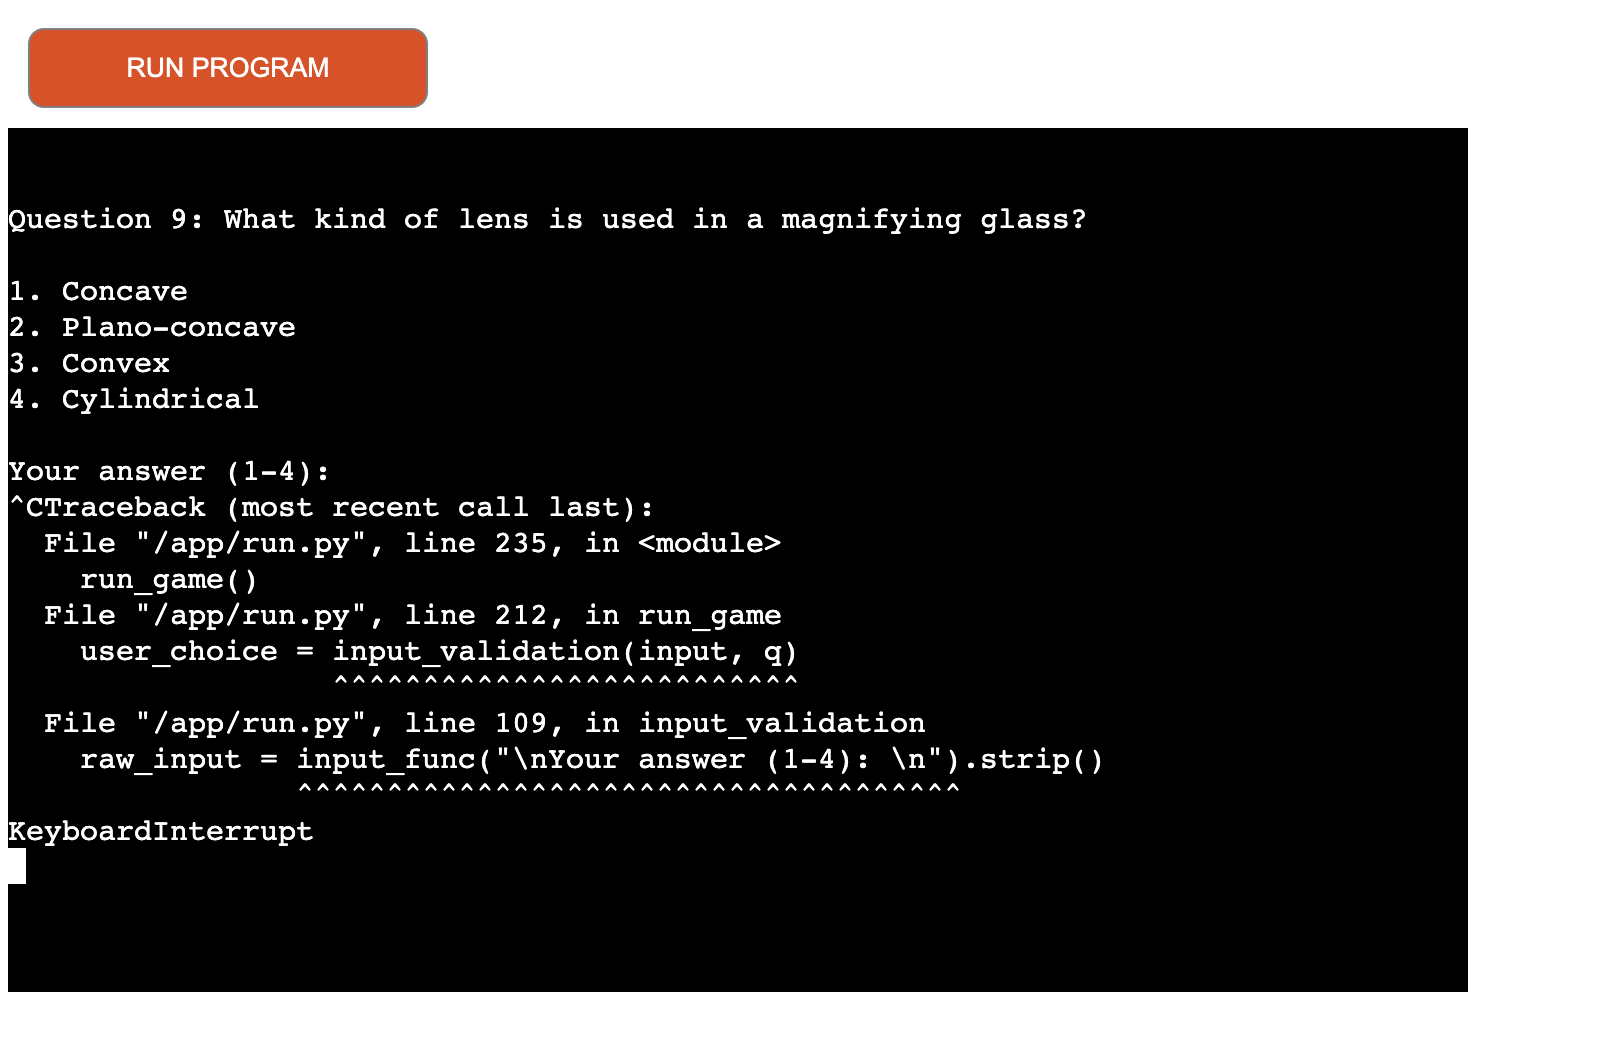 RUN PROGRAM
Question 9: What kind of lens is used in a magnifying glass?
1. Concave
2. Plano-concave
3. Convex
4. Cylindrical
Your answer (1-4):
^CTraceback (most recent call last):
  File "/app/run.py", line 235, in <module>
    run_game()
  File "/app/run.py", line 212, in run_game
    user_choice = input_validation(input, q)
                  ^^^^^^^^^^^^^^^^^^^^^^^^^^
  File "/app/run.py", line 109, in input_validation
    raw_input = input_func("\nYour answer (1-4): \n").strip()
                ^^^^^^^^^^^^^^^^^^^^^^^^^^^^^^^^^^^^^
KeyboardInterrupt